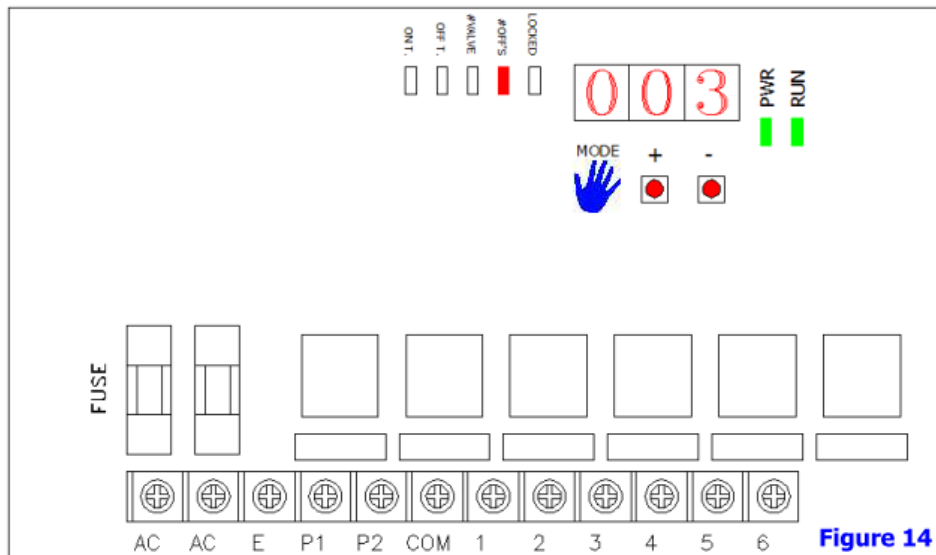 ON T.
OFF T.
#VALVE
#OFF'S
LOCKED
003
PWR
RUN
MODE + -
FUSE
AC AC E P1 P2 COM 1 2 3 4 5 6
Figure 14